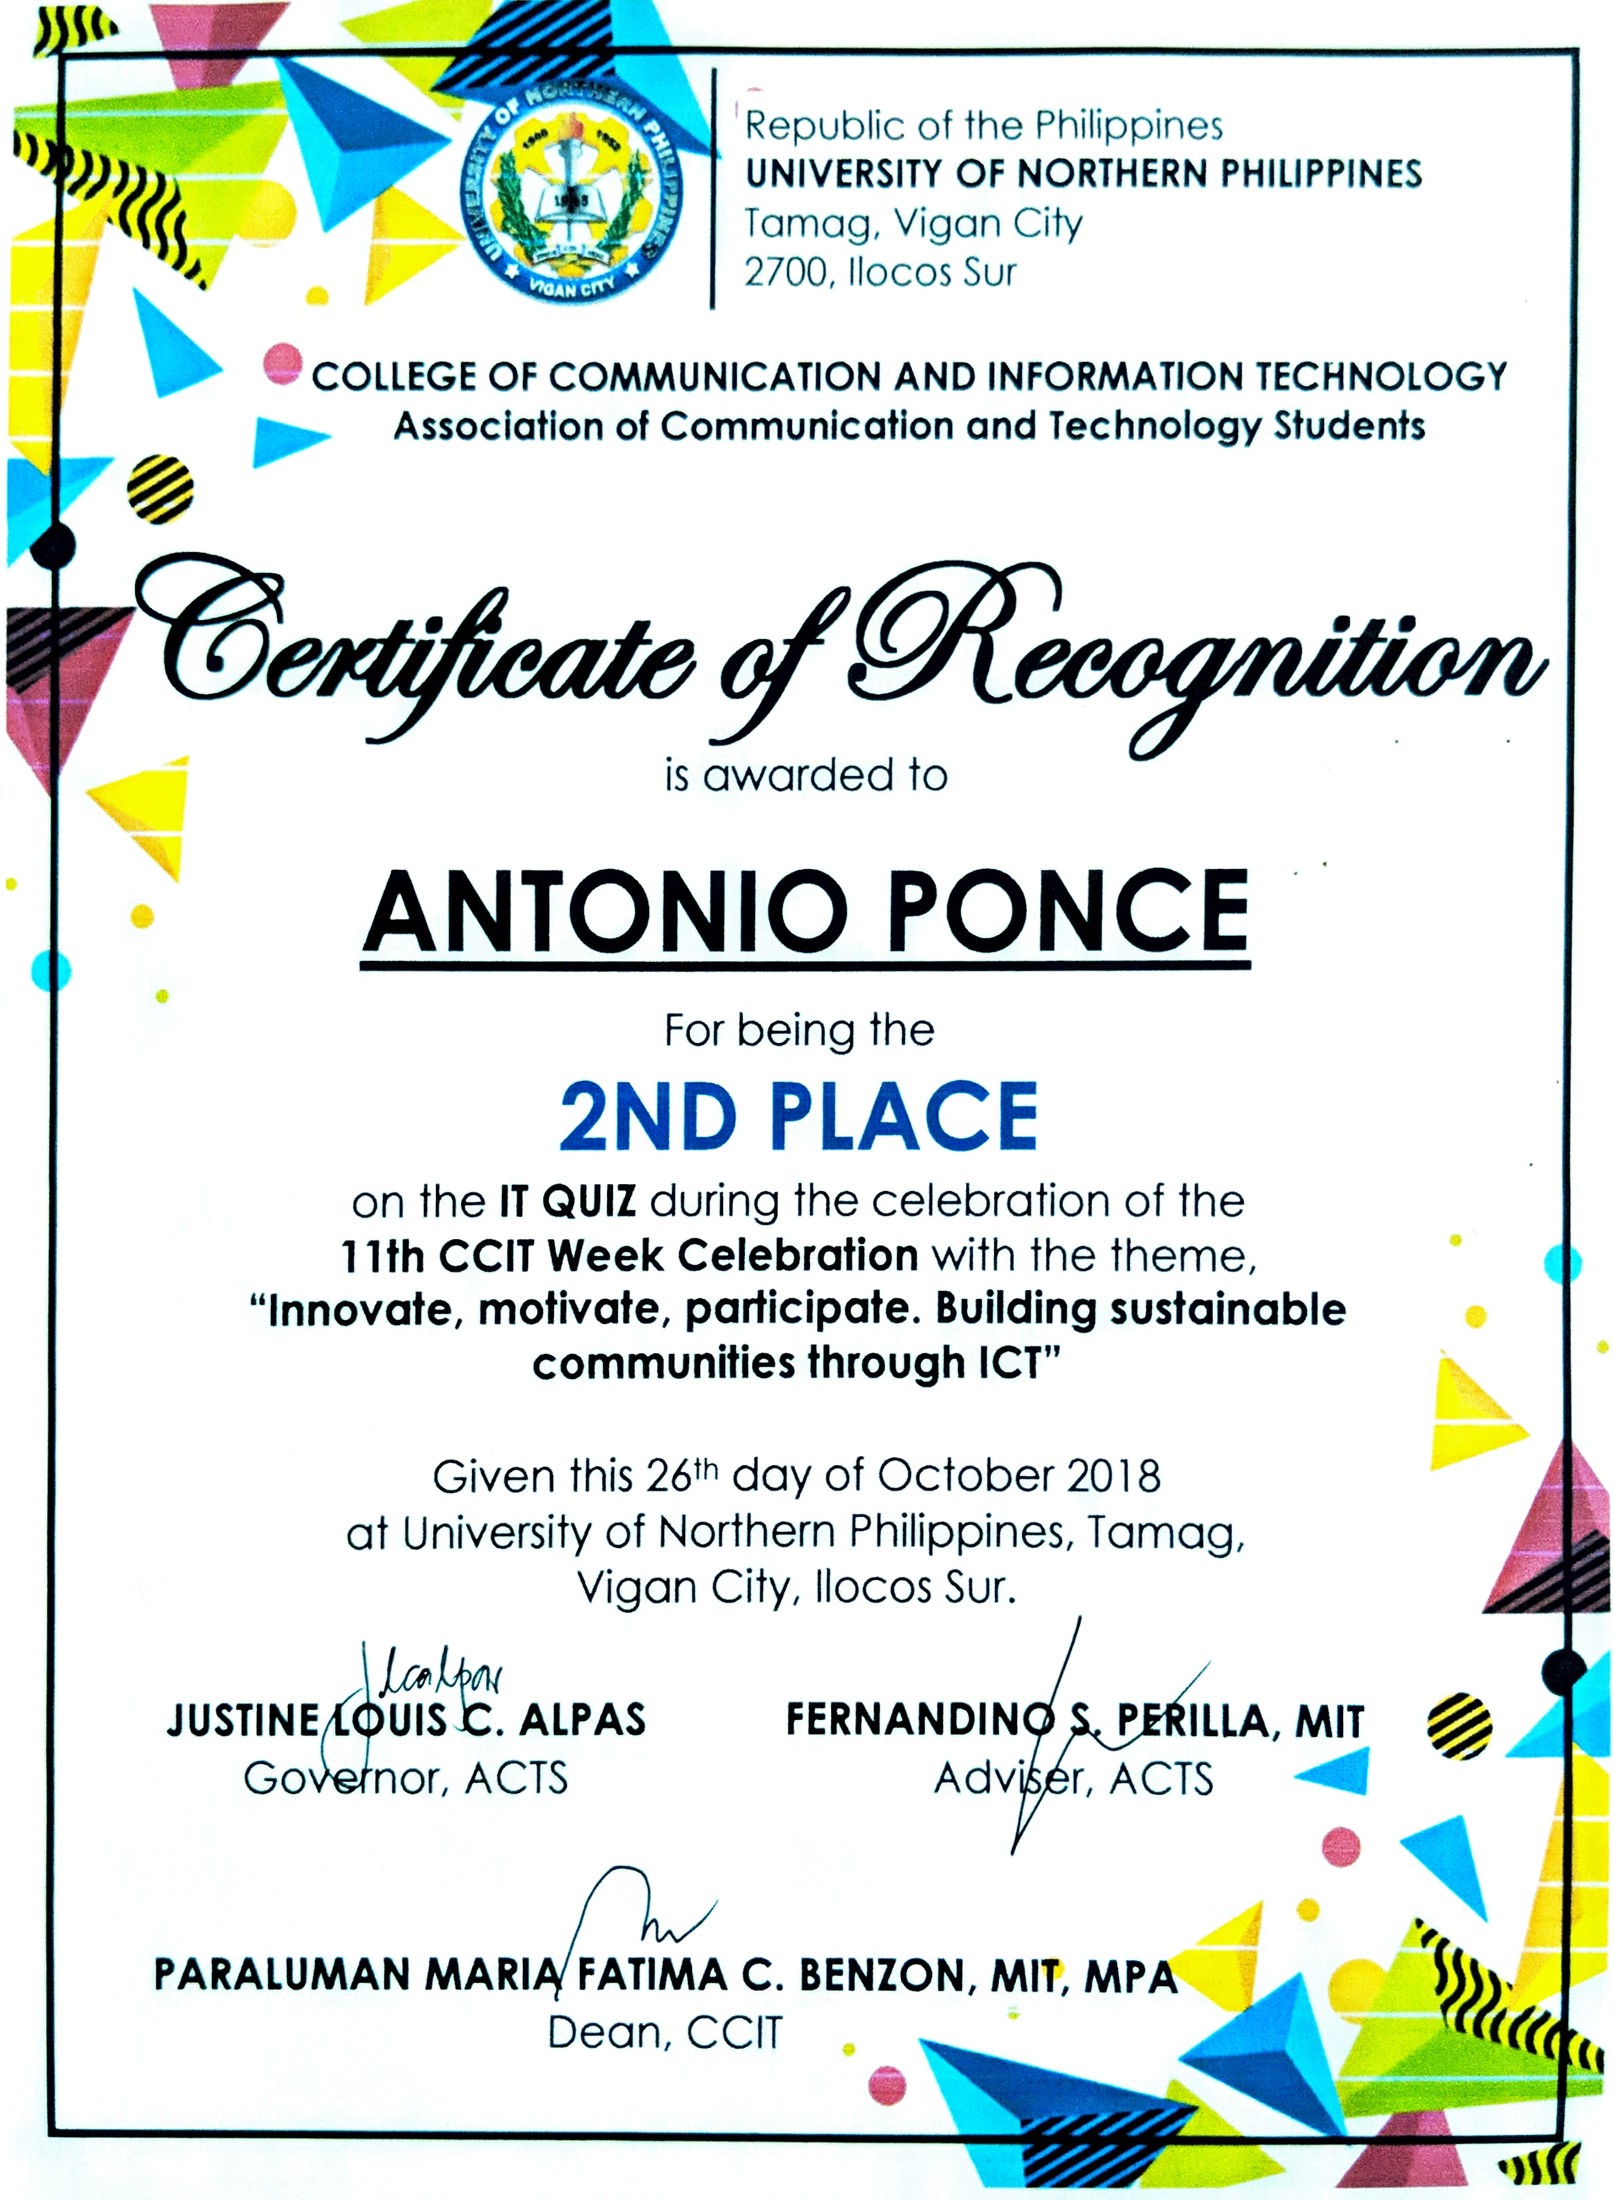 UNIVERSITY OF NORTHERN PHILIPPINES
VIGAN CITY
Republic of the Philippines
UNIVERSITY OF NORTHERN PHILIPPINES
Tamag, Vigan City
2700, Ilocos Sur
COLLEGE OF COMMUNICATION AND INFORMATION TECHNOLOGY
Association of Communication and Technology Students
Certificate of Recognition
is awarded to
ANTONIO PONCE
For being the
2ND PLACE
on the IT QUIZ during the celebration of the
11th CCIT Week Celebration with the theme,
“Innovate, motivate, participate. Building sustainable
communities through ICT”
Given this 26th day of October 2018
at University of Northern Philippines, Tamag,
Vigan City, Ilocos Sur.
JUSTINE LOUIS C. ALPAS
Governor, ACTS
FERNANDINO S. PERILLA, MIT
Adviser, ACTS
PARALUMAN MARIA FATIMA C. BENZON, MIT, MPA
Dean, CCIT